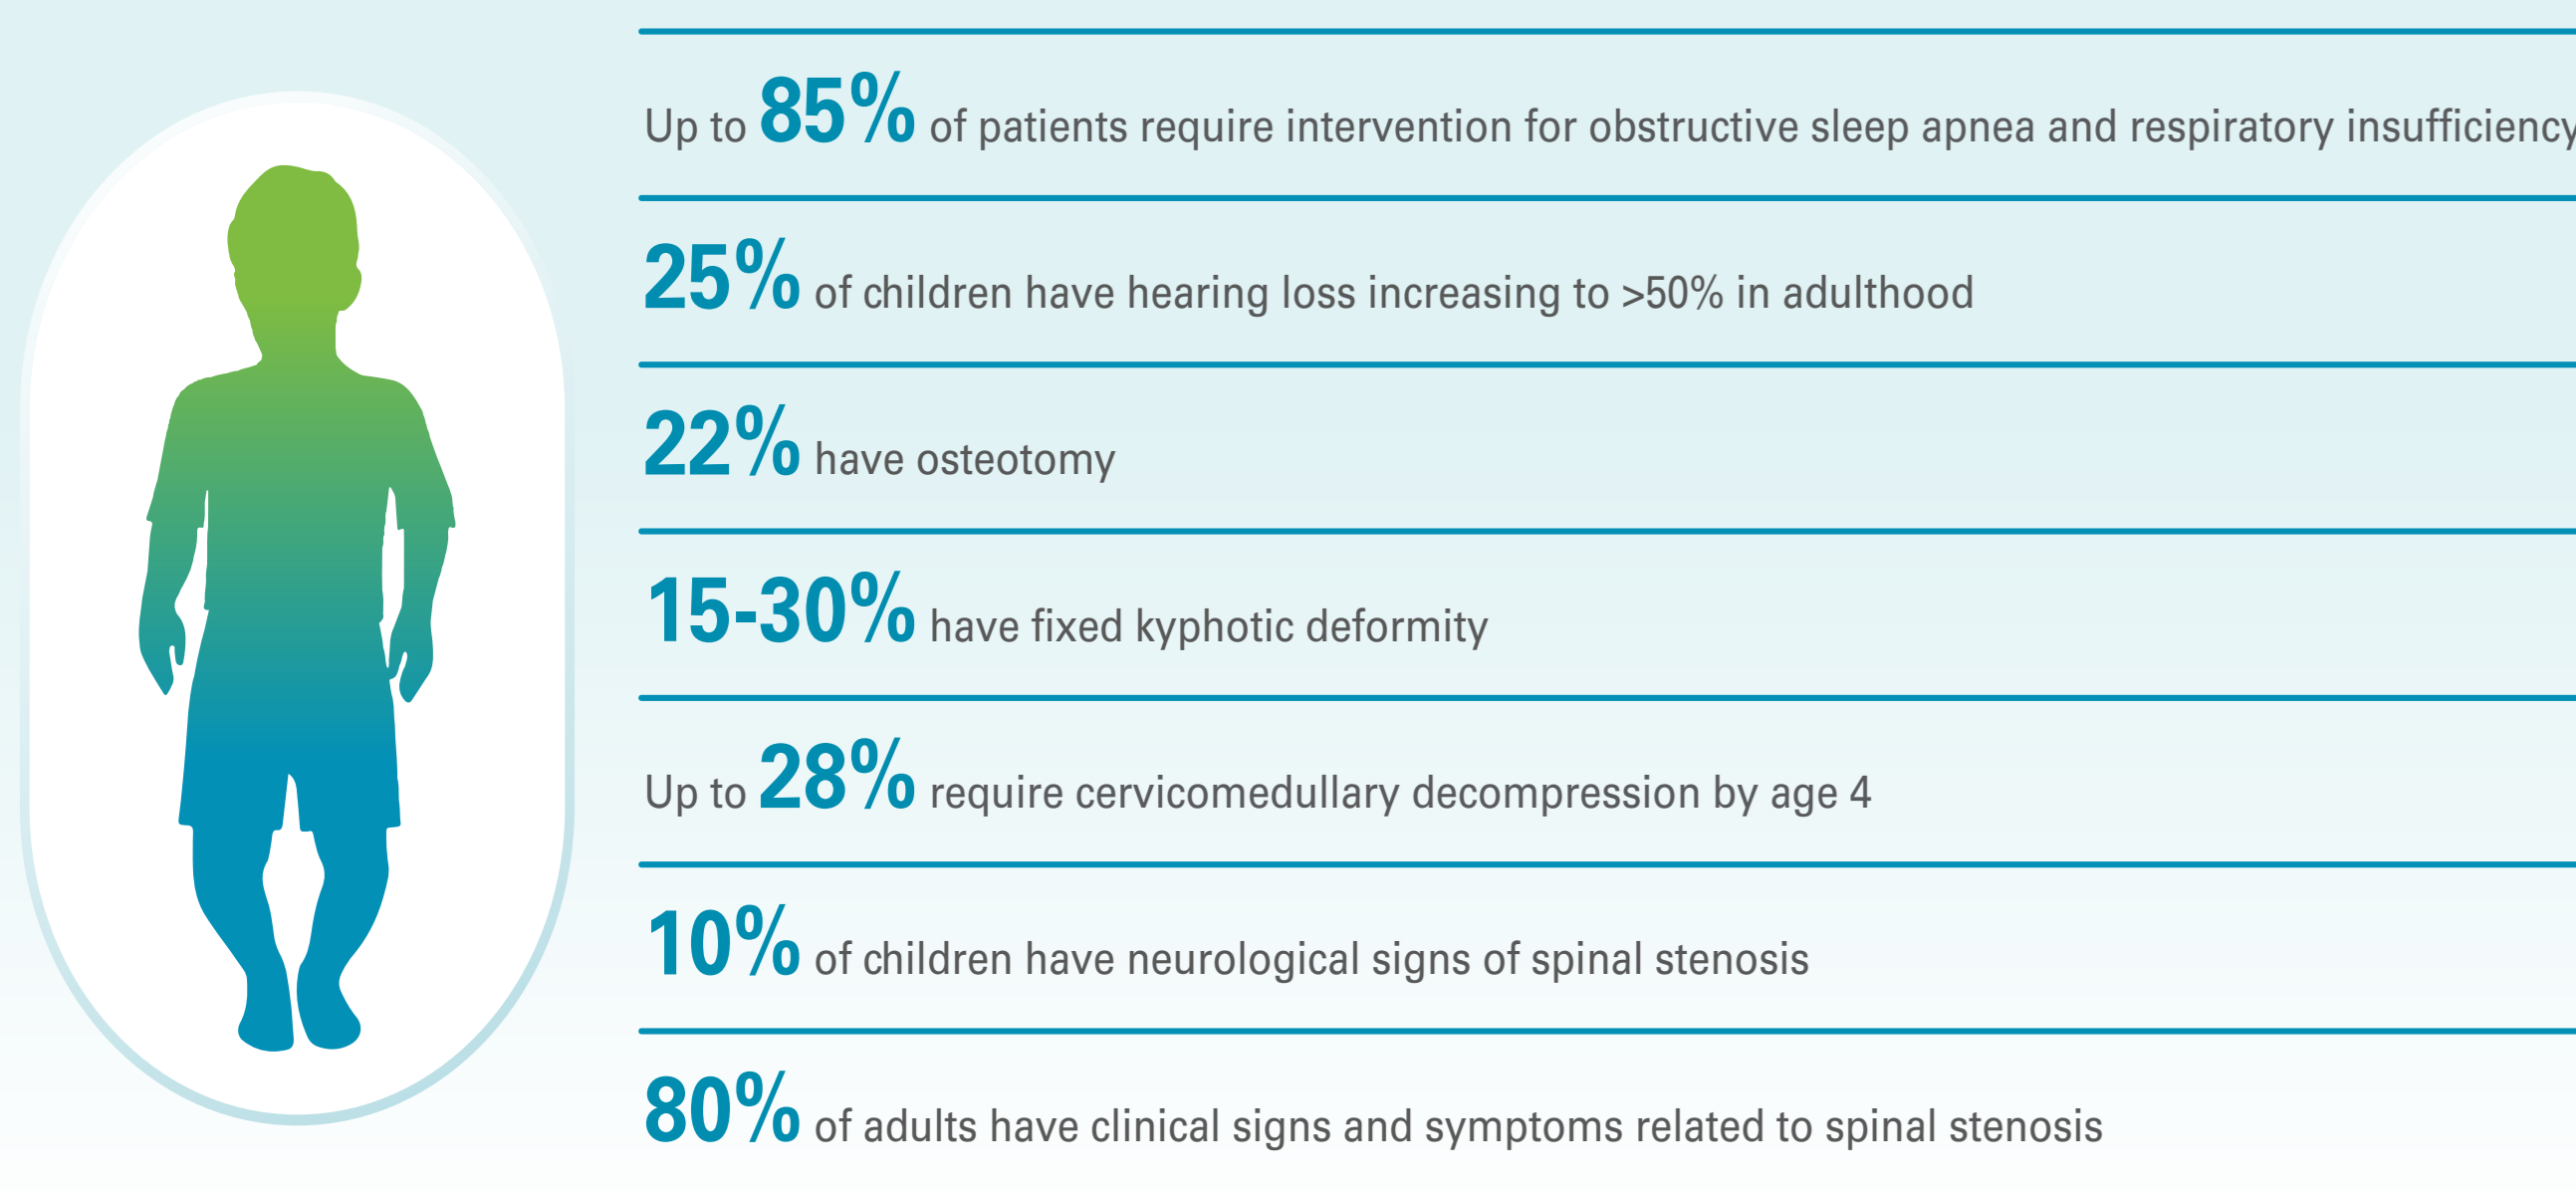 Up to 85% of patients require intervention for obstructive sleep apnea and respiratory insufficiency
25% of children have hearing loss increasing to >50% in adulthood
22% have osteotomy
15-30% have fixed kyphotic deformity
Up to 28% require cervicomedullary decompression by age 4
10% of children have neurological signs of spinal stenosis
80% of adults have clinical signs and symptoms related to spinal stenosis